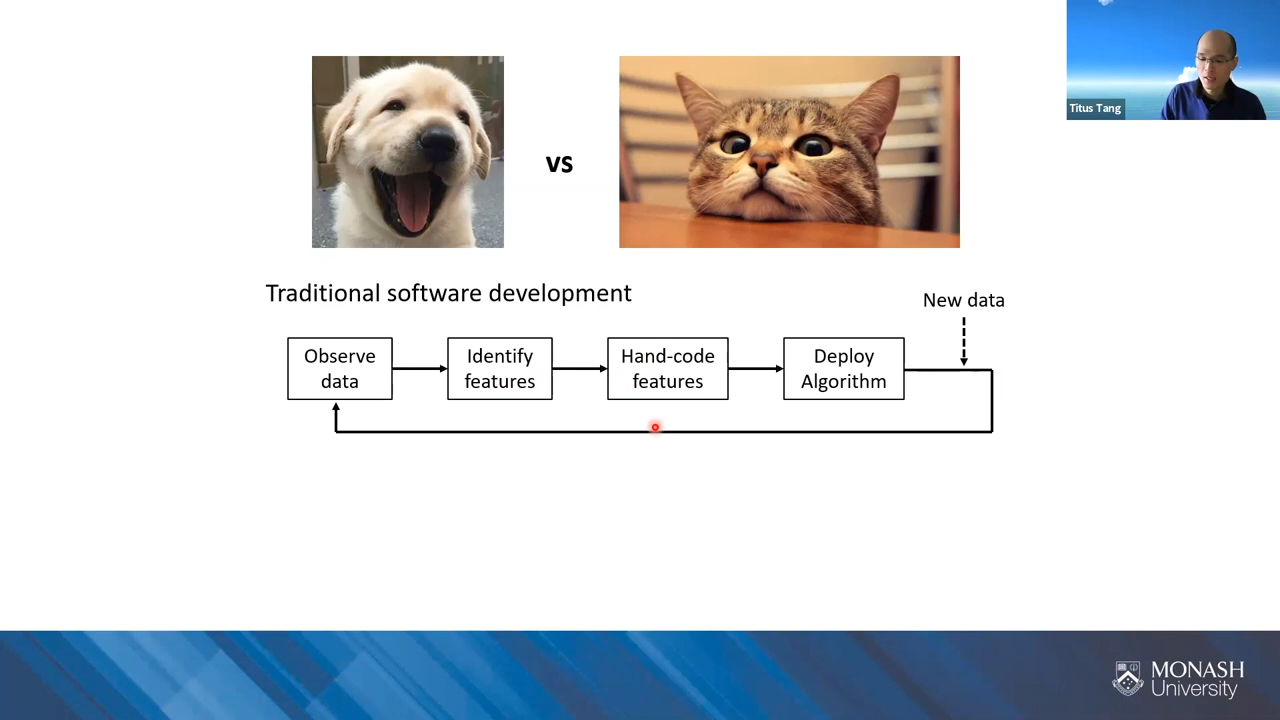 Titus Tang
vs
Traditional software development
New data
Observe
data
Identify
features
Hand-code
features
Deploy
Algorithm
MONASH
University